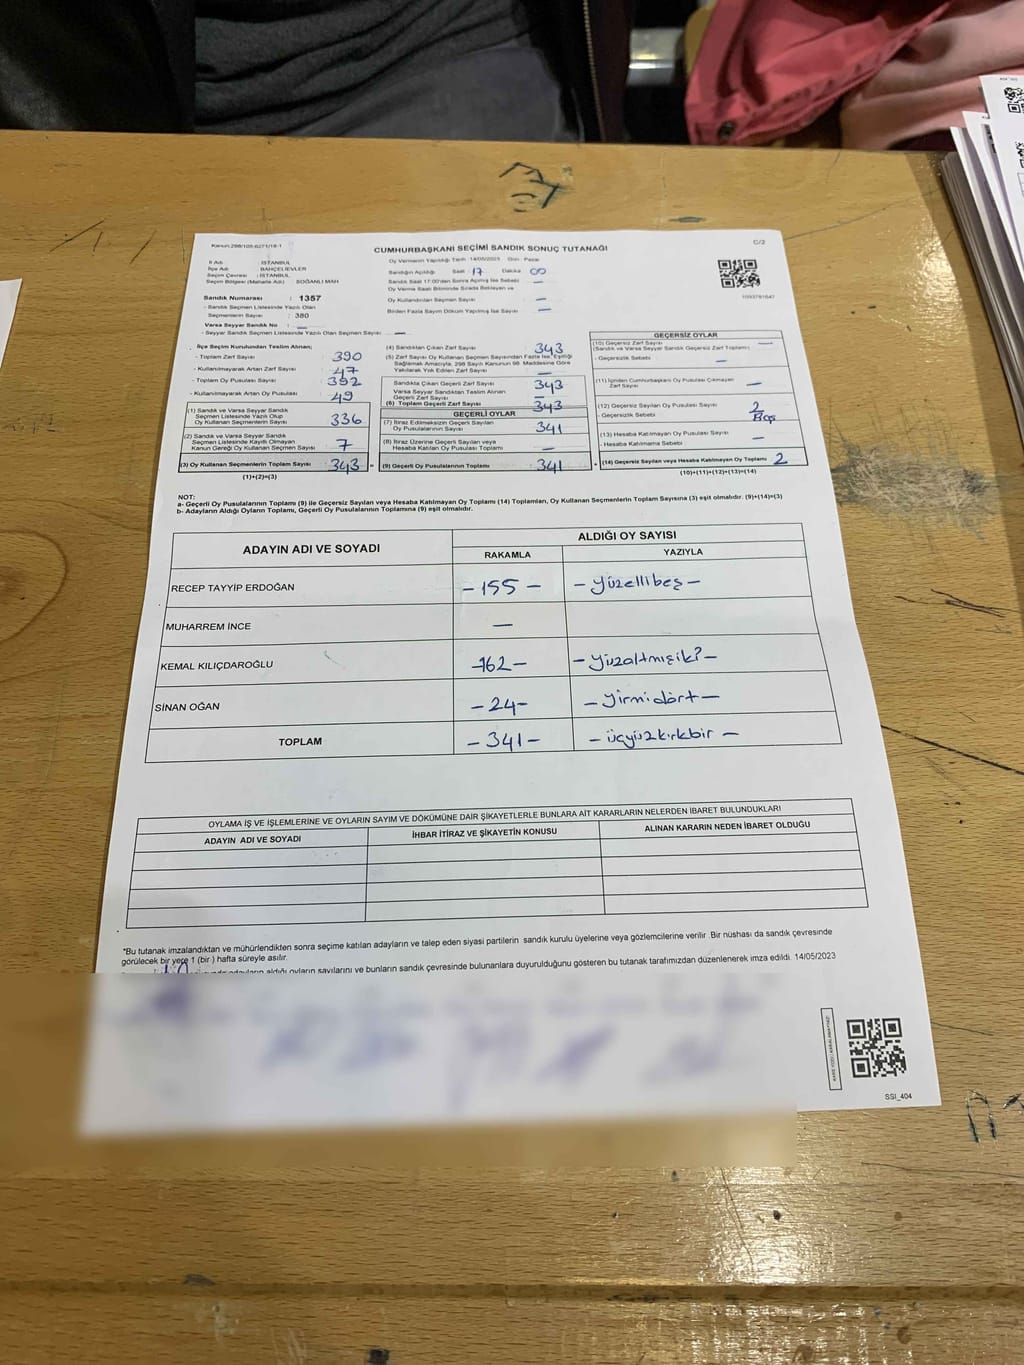 Kanun:298/105-6271/18-1
C/2
CUMHURBAŞKANI SEÇİMİ SANDIK SONUÇ TUTANAĞI
İl Adı : İSTANBUL
İlçe Adı : BAHÇELİEVLER
Seçim Çevresi : İSTANBUL
Seçim Bölgesi (Mahalle Adı) SOĞANLI MAH
Sandık Numarası : 1357
- Sandık Seçmen Listesinde Yazılı Olan
Seçmenlerin Sayısı : 380
Varsa Seyyar Sandık No : —
- Seyyar Sandık Seçmen Listesinde Yazılı Olan Seçmen Sayısı : —
Oy Vermenin Yapıldığı Tarih :14/05/2023 Gün : Pazar
Sandığın Açıldığı Saat 17 Dakika 00
Sandık Saat 17:00'den Sonra Açılmış İse Sebebi —
Oy Verme Saati Bitiminde Sırada Bekleyen ve
Oy Kullandırılan Seçmen Sayısı —
Birden Fazla Sayım Döküm Yapılmış İse Sayısı —
1093781647
İlçe Seçim Kurulundan Teslim Alınan;
- Toplam Zarf Sayısı : 390
- Kullanılmayarak Artan Zarf Sayısı : 47
- Toplam Oy Pusulası Sayısı : 392
- Kullanılmayarak Artan Oy Pusulası : 49
(1) Sandık ve Varsa Seyyar Sandık
Seçmen Listesinde Yazılı Olup
Oy Kullanan Seçmenlerin Sayısı : 336
(2) Sandık ve Varsa Seyyar Sandık
Seçmen Listesinde Kayıtlı Olmayan
Kanun Gereği Oy Kullanan Seçmen Sayısı : 7
(3) Oy Kullanan Seçmenlerin Toplam Sayısı : 343 =
(1)+(2)=(3)
(4) Sandıktan Çıkan Zarf Sayısı : 343
(5) Zarf Sayısı Oy Kullanan Seçmen Sayısından Fazla İse, Eşitliği
Sağlamak Amacıyla, 298 Sayılı Kanunun 98. Maddesine Göre
Yakılarak Yok Edilen Zarf Sayısı : —
Sandıkta Çıkan Geçerli Zarf Sayısı : 343
Varsa Seyyar Sandıktan Teslim Alınan
Geçerli Zarf Sayısı : —
(6) Toplam Geçerli Zarf Sayısı : 343
GEÇERLİ OYLAR
(7) İtiraz Edilmeksizin Geçerli Sayılan
Oy Pusulalarının Sayısı : 341
(8) İtiraz Üzerine Geçerli Sayılan veya
Hesaba Katılan Oy Pusulası Toplamı : —
(9) Geçerli Oy Pusulalarının Toplamı : 341 +
GEÇERSİZ OYLAR
(10) Geçersiz Zarf Sayısı : —
(Sandık ve Varsa Seyyar Sandık Geçersiz Zarf Toplamı)
- Geçersizlik Sebebi : —
(11) İçinden Cumhurbaşkanı Oy Pusulası Çıkmayan
Zarf Sayısı : —
(12) Geçersiz Sayılan Oy Pusulası Sayısı : 2
- Geçersizlik Sebebi : Boş
(13) Hesaba Katılmayan Oy Pusulası Sayısı : —
- Hesaba Katılmama Sebebi :
(14) Geçersiz Sayılan veya Hesaba Katılmayan Oy Toplamı : 2
(10)+(11)+(12)+(13)=(14)
NOT:
a- Geçerli Oy Pusulalarının Toplamı (9) ile Geçersiz Sayılan veya Hesaba Katılmayan Oy Toplamı (14) Toplamları, Oy Kullanan Seçmenlerin Toplam Sayısına (3) eşit olmalıdır. (9)+(14)=(3)
b- Adayların Aldığı Oyların Toplamı, Geçerli Oy Pusulalarının Toplamına (9) eşit olmalıdır.
ADAYIN ADI VE SOYADI
ALDIĞI OY SAYISI
RAKAMLA YAZIYLA
RECEP TAYYİP ERDOĞAN – 155 – – Yüzellibeş –
MUHARREM İNCE —
KEMAL KILIÇDAROĞLU – 162 – – Yüzaltmışiki –
SİNAN OĞAN – 24 – – Yirmidört –
TOPLAM – 341 – – üçyüzkırkbir –
OYLAMA İŞ VE İŞLEMLERİNE VE OYLARIN SAYIM VE DÖKÜMÜNE DAİR ŞİKAYETLERLE BUNLARA AİT KARARLARIN NELERDEN İBARET BULUNDUKLARI
ADAYIN ADI VE SOYADI İHBAR İTİRAZ VE ŞİKAYETİN KONUSU ALINAN KARARIN NEDEN İBARET OLDUĞU
*Bu tutanak imzalandıktan ve mühürlendikten sonra seçime katılan adayların ve talep eden siyasi partilerin sandık kurulu üyelerine veya gözlemcilerine verilir .Bir nüshası da sandık çevresinde
görülecek bir yere 1 (bir ) hafta süreyle asılır.
adayların aldığı oyların sayılarını ve bunların sandık çevresinde bulunanlara duyurulduğunu gösteren bu tutanak tarafımızdan düzenlenerek imza edildi. 14/05/2023
SSI_404